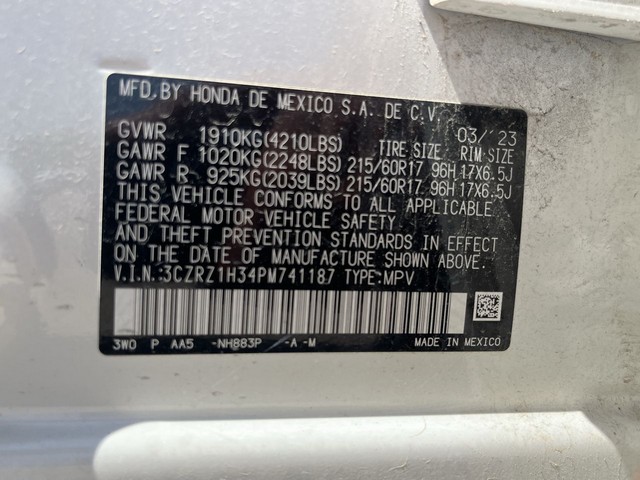 MFD. BY HONDA DE MEXICO S.A. DE C.V.
GVWR 1910KG(4210LBS) TIRE SIZE 03/'23 RIM SIZE
GAWR F 1020KG(2248LBS) 215/60R17 96H 17X6.5J
GAWR R 925KG(2039LBS) 215/60R17 96H 17X6.5J
THIS VEHICLE CONFORMS TO ALL APPLICABLE
FEDERAL MOTOR VEHICLE SAFETY
AND THEFT PREVENTION STANDARDS IN EFFECT
ON THE DATE OF MANUFACTURE SHOWN ABOVE.
V.I.N.:3CZRZ1H34PM741187 TYPE:MPV
3W0 P AA5 -NH883P -A -M MADE IN MEXICO